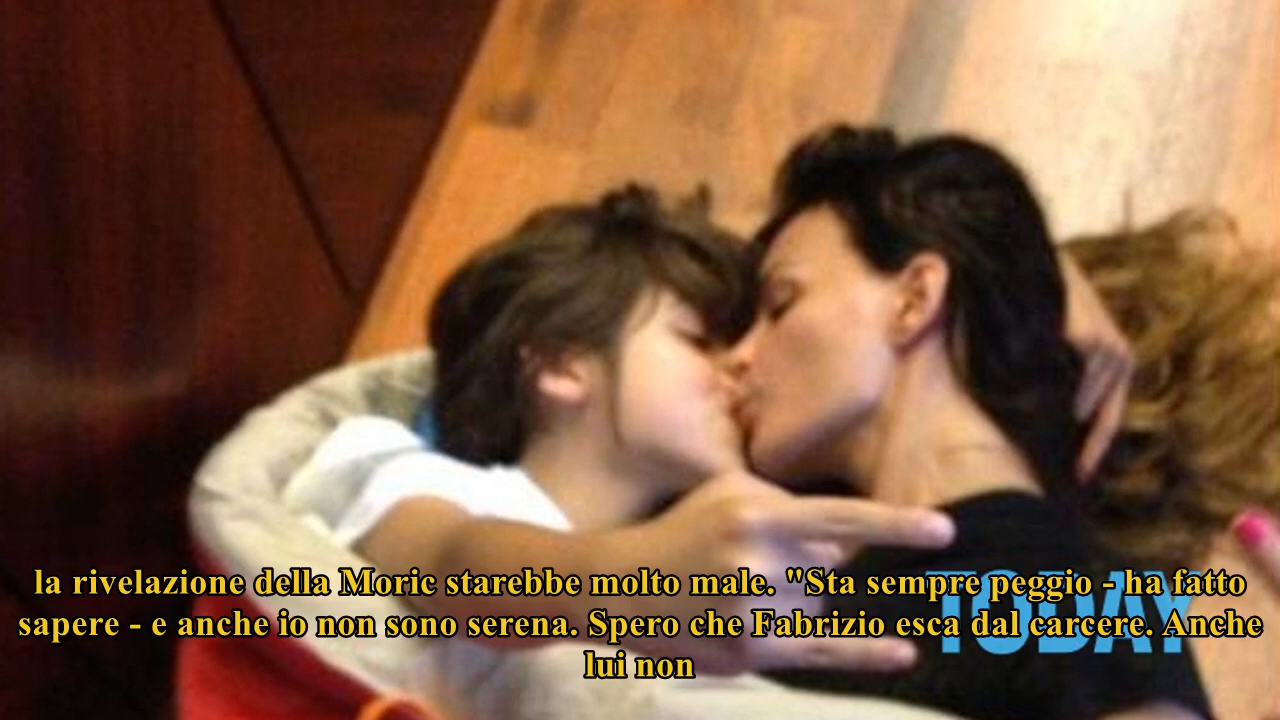 la rivelazione della Moric starebbe molto male. "Sta sempre peggio - ha fatto
sapere - e anche io non sono serena. Spero che Fabrizio esca dal carcere. Anche
lui non
TODAY